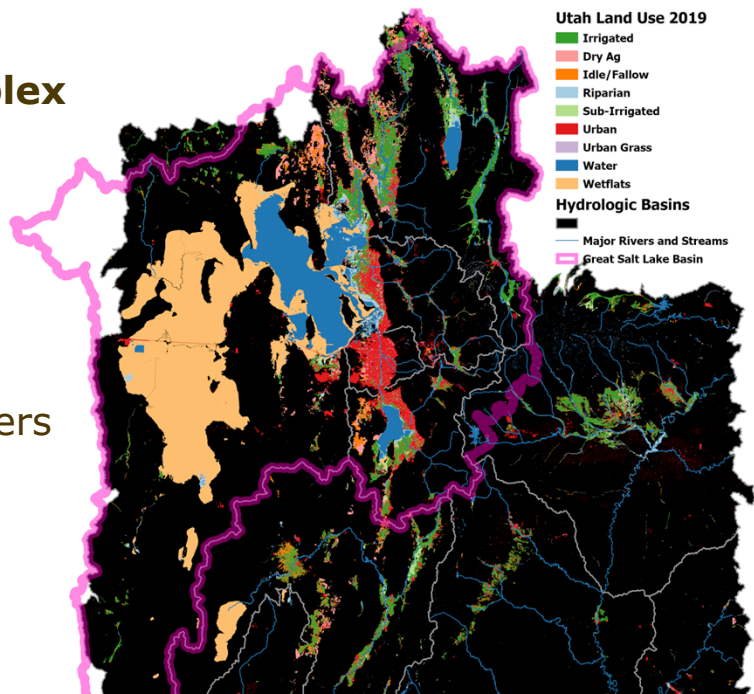 plex
ers
Utah Land Use 2019
Irrigated
Dry Ag
Idle/Fallow
Riparian
Sub-Irrigated
Urban
Urban Grass
Water
Wetflats
Hydrologic Basins
Major Rivers and Streams
Great Salt Lake Basin